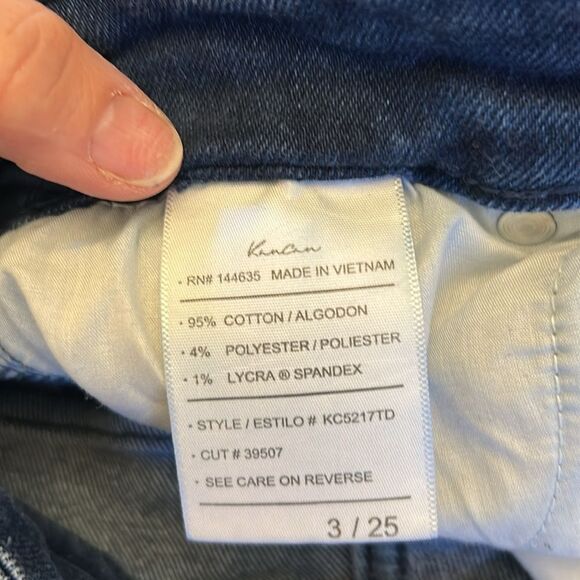 KanCan
• RN# 144635 MADE IN VIETNAM
• 95% COTTON / ALGODON
• 4% POLYESTER / POLIESTER
• 1% LYCRA ® SPANDEX
• STYLE / ESTILO # KC5217TD
• CUT # 39507
• SEE CARE ON REVERSE
3 / 25